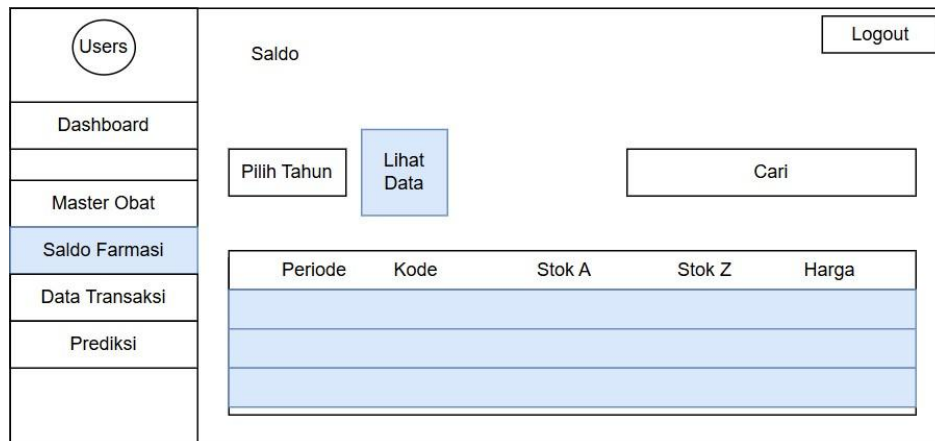 Users
Logout
Saldo
Dashboard
Pilih Tahun
Lihat
Data
Cari
Master Obat
Saldo Farmasi
Data Transaksi
Prediksi
Periode Kode Stok A Stok Z Harga